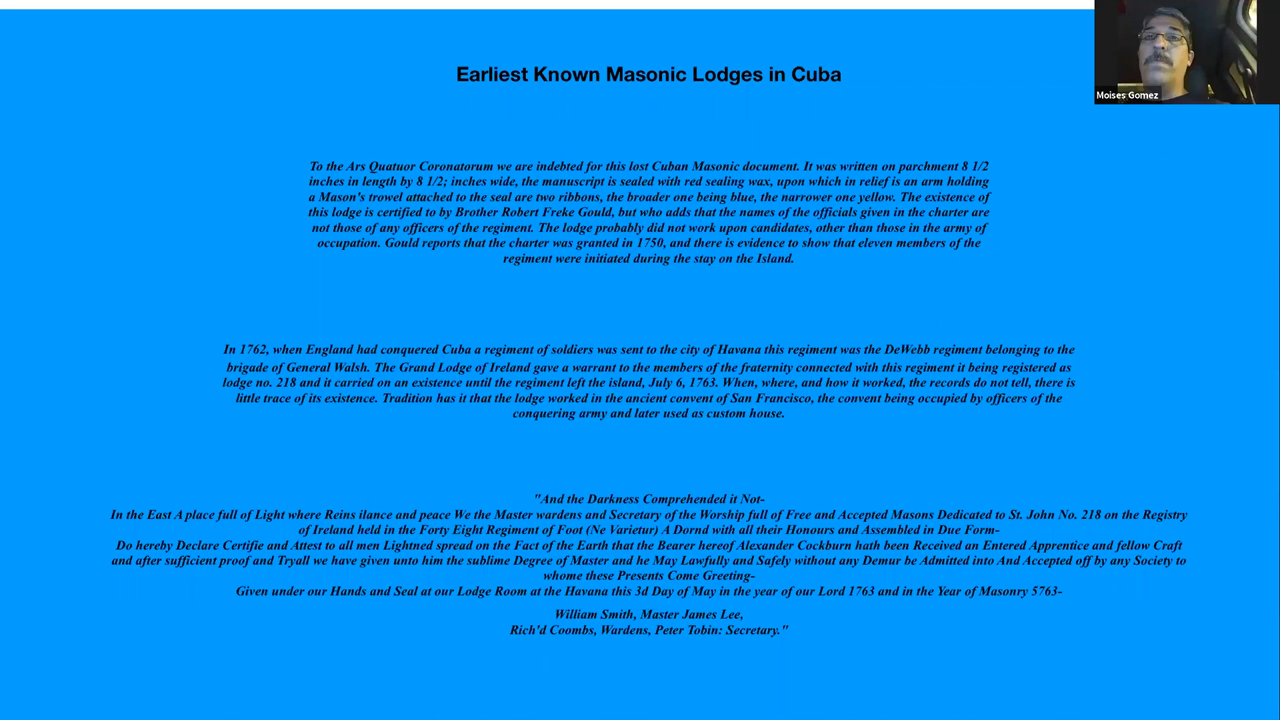 Earliest Known Masonic Lodges in Cuba
Moises Gomez
To the Ars Quatuor Coronatorum we are indebted for this lost Cuban Masonic document. It was written on parchment 8 1/2
inches in length by 8 1/2; inches wide, the manuscript is sealed with red sealing wax, upon which in relief is an arm holding
a Mason's trowel attached to the seal are two ribbons, the broader one being blue, the narrower one yellow. The existence of
this lodge is certified to by Brother Robert Freke Gould, but who adds that the names of the officials given in the charter are
not those of any officers of the regiment. The lodge probably did not work upon candidates, other than those in the army of
occupation. Gould reports that the charter was granted in 1750, and there is evidence to show that eleven members of the
regiment were initiated during the stay on the Island.
In 1762, when England had conquered Cuba a regiment of soldiers was sent to the city of Havana this regiment was the DeWebb regiment belonging to the
brigade of General Walsh. The Grand Lodge of Ireland gave a warrant to the members of the fraternity connected with this regiment it being registered as
lodge no. 218 and it carried on an existence until the regiment left the island, July 6, 1763. When, where, and how it worked, the records do not tell, there is
little trace of its existence. Tradition has it that the lodge worked in the ancient convent of San Francisco, the convent being occupied by officers of the
conquering army and later used as custom house.
"And the Darkness Comprehended it Not-
In the East A place full of Light where Reins ilance and peace We the Master wardens and Secretary of the Worship full of Free and Accepted Masons Dedicated to St. John No. 218 on the Registry
of Ireland held in the Forty Eight Regiment of Foot (Ne Varietur) A Dornd with all their Honours and Assembled in Due Form-
Do hereby Declare Certifie and Attest to all men Lightned spread on the Fact of the Earth that the Bearer hereof Alexander Cockburn hath been Received an Entered Apprentice and fellow Craft
and after sufficient proof and Tryall we have given unto him the sublime Degree of Master and he May Lawfully and Safely without any Demur be Admitted into And Accepted off by any Society to
whome these Presents Come Greeting-
Given under our Hands and Seal at our Lodge Room at the Havana this 3d Day of May in the year of our Lord 1763 and in the Year of Masonry 5763-
William Smith, Master James Lee,
Rich'd Coombs, Wardens, Peter Tobin: Secretary."